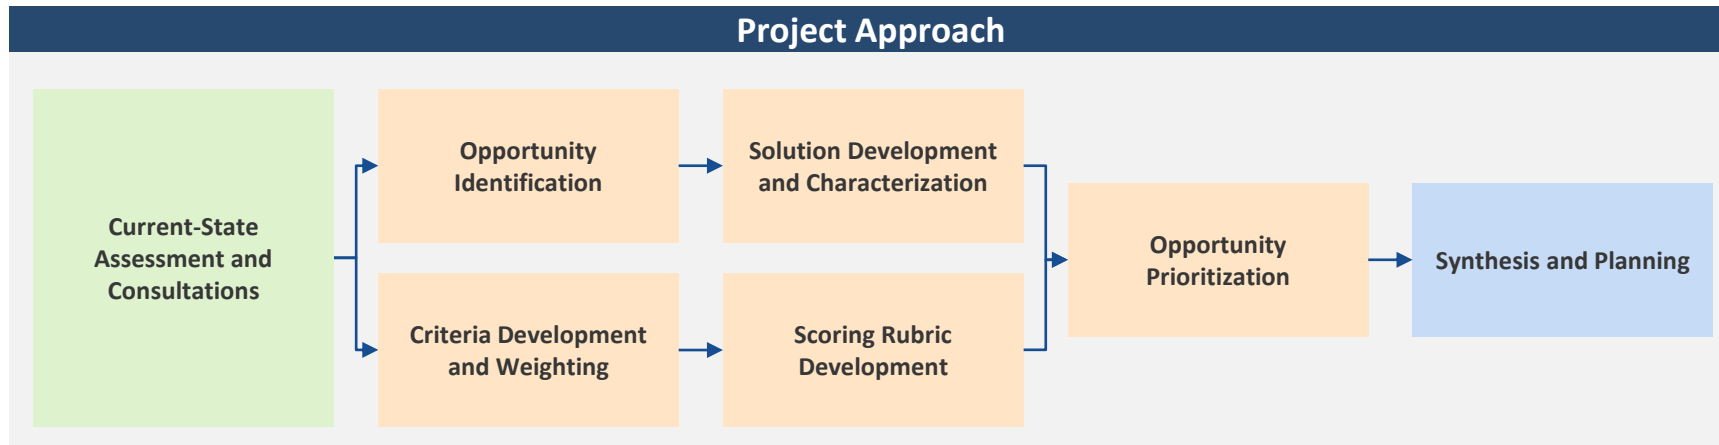 Project Approach
Current-State
Assessment and
Consultations
Opportunity
Identification
Solution Development
and Characterization
Criteria Development
and Weighting
Scoring Rubric
Development
Opportunity
Prioritization
Synthesis and Planning